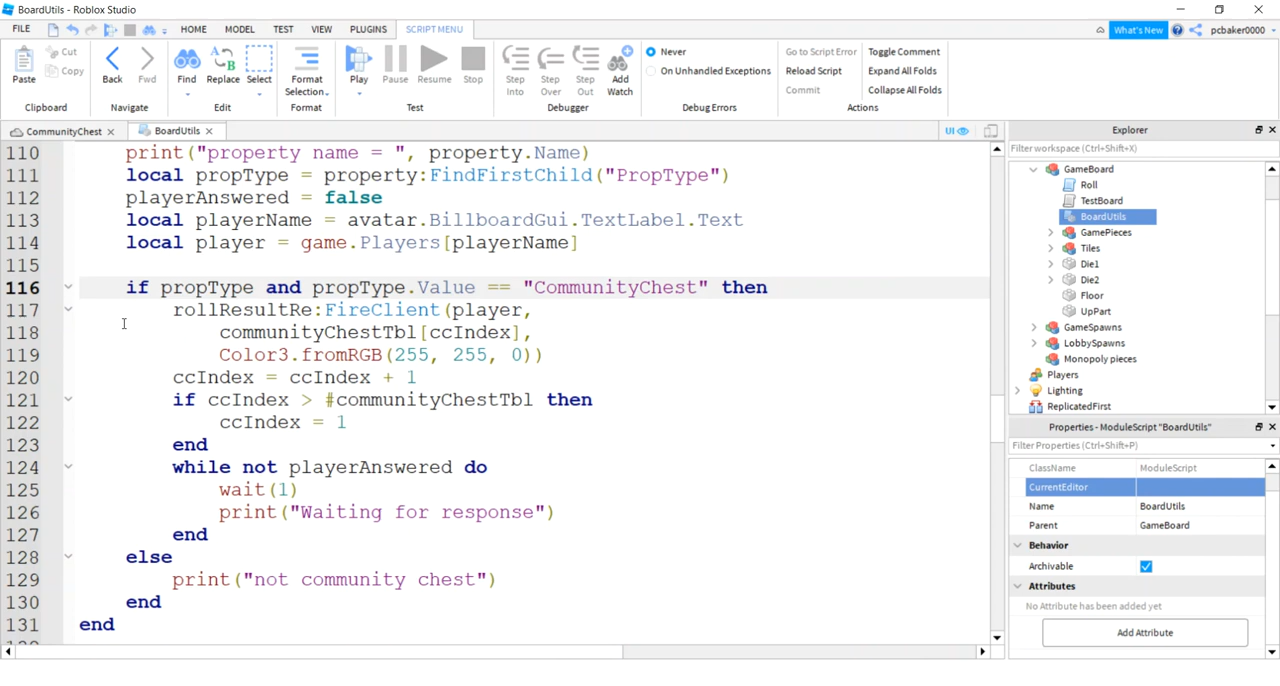 BoardUtils - Roblox Studio
FILE HOME MODEL TEST VIEW PLUGINS SCRIPT MENU What's New pcbaker0000
Paste Cut Copy Back Fwd Find Replace Select Format Selection Play Pause Resume Stop Step Into Step Over Step Out Add Watch
Never
On Unhandled Exceptions
Go to Script Error
Reload Script
Commit
Toggle Comment
Expand All Folds
Collapse All Folds
Clipboard Navigate Edit Format Test Debugger Debug Errors Actions
CommunityChest BoardUtils UI
110 print("property name = ", property.Name)
111 local propType = property:FindFirstChild("PropType")
112 playerAnswered = false
113 local playerName = avatar.BillboardGui.TextLabel.Text
114 local player = game.Players[playerName]
115
116 if propType and propType.Value == "CommunityChest" then
117 rollResultRe:FireClient(player,
118 communityChestTbl[ccIndex],
119 Color3.fromRGB(255, 255, 0))
120 ccIndex = ccIndex + 1
121 if ccIndex > #communityChestTbl then
122 ccIndex = 1
123 end
124 while not playerAnswered do
125 wait(1)
126 print("Waiting for response")
127 end
128 else
129 print("not community chest")
130 end
131 end
Explorer
Filter workspace (Ctrl+Shift+X)
GameBoard
Roll
TestBoard
BoardUtils
GamePieces
Tiles
Die1
Die2
Floor
UpPart
GameSpawns
LobbySpawns
Monopoly pieces
Players
Lighting
ReplicatedFirst
Properties - ModuleScript "BoardUtils"
Filter Properties (Ctrl+Shift+P)
ClassName ModuleScript
CurrentEditor
Name BoardUtils
Parent GameBoard
Behavior
Archivable
Attributes
No Attribute has been added yet
Add Attribute